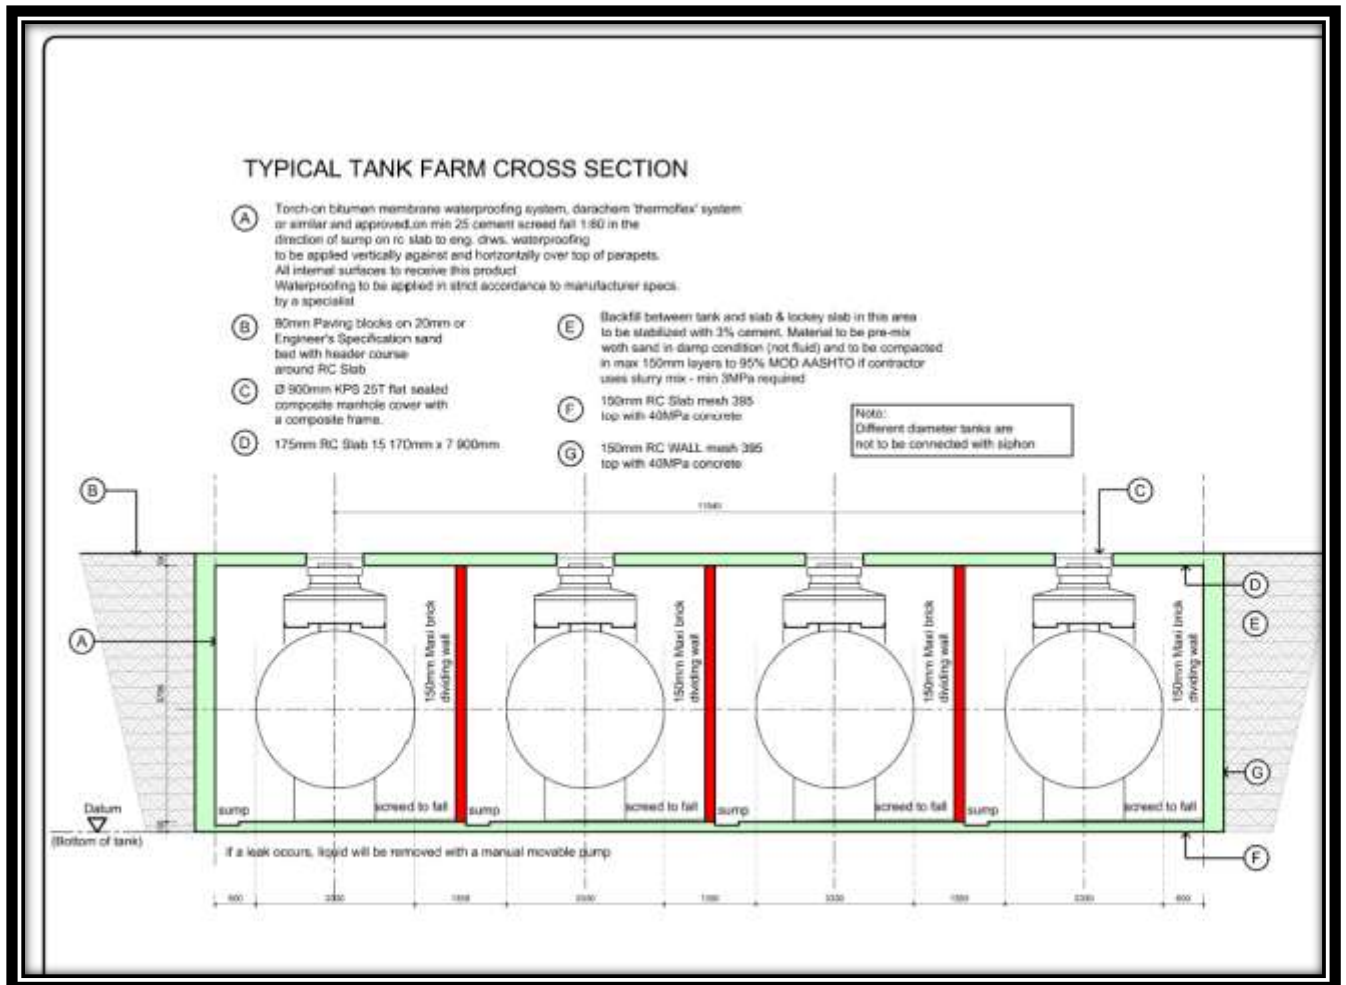 TYPICAL TANK FARM CROSS SECTION
A
Torch-on bitumen membrane waterproofing system, darachem 'thermoflex' system
or similar and approved,on min 25 cement screed fall 1:60 in the
direction of sump on rc slab to eng. drws. waterproofing
to be applied vertically against and horizontally over top of parapets.
All internal surfaces to receive this product
Waterproofing to be applied in strict accordance to manufacturer specs.
by a specialist
B
80mm Paving blocks on 20mm or
Engineer's Specification sand
bed with header course
around RC Slab
C
Ø 900mm KPS 25T flat sealed
composite manhole cover with
a composite frame.
D
175mm RC Slab 15 170mm x 7 900mm
E
Backfill between tank and slab & lockey slab in this area
to be stabilized with 3% cement. Material to be pre-mix
woth sand in damp condition (not fluid) and to be compacted
in max 150mm layers to 95% MOD AASHTO if contractor
uses slurry mix - min 3MPa required
F
150mm RC Slab mesh 395
top with 40MPa concrete
G
150mm RC WALL mesh 395
top with 40MPa concrete
Note:
Different diameter tanks are
not to be connected with siphon
B
C
A
D
E
G
F
150mm Maxi brick
dividing wall
150mm Maxi brick
dividing wall
150mm Maxi brick
dividing wall
150mm Maxi brick
dividing wall
sump
screed to fall
sump
screed to fall
sump
screed to fall
sump
screed to fall
Datum
(Bottom of tank)
If a leak occurs, liquid will be removed with a manual movable pump